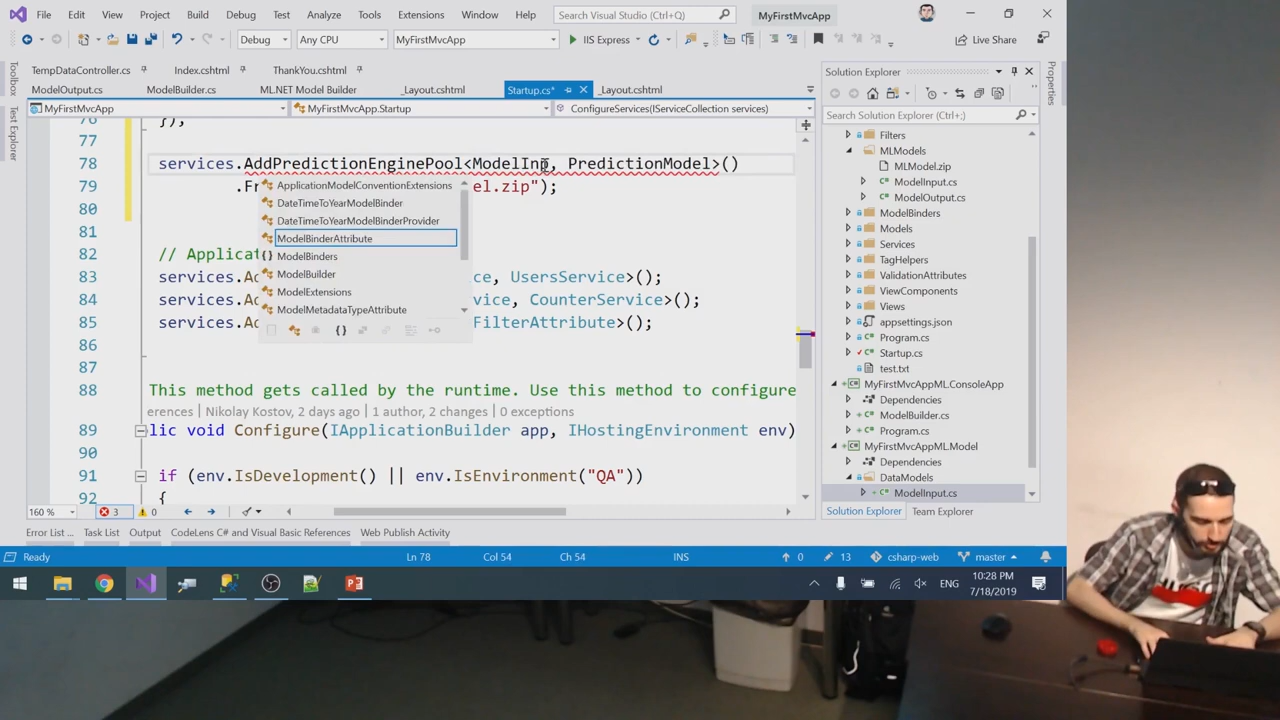 File Edit View Project Build Debug Test Analyze Tools Extensions Window Help Search Visual Studio MyFirstMvcApp
Debug Any CPU MyFirstMvcApp IIS Express Live Share
TempDataController.cs Index.cshtml ThankYou.cshtml
ModelOutput.cs ModelBuilder.cs ML.NET Model Builder _Layout.cshtml Startup.cs* _Layout.cshtml
MyFirstMvcApp MyFirstMvcApp.Startup ConfigureServices(IServiceCollection services)
Toolbox
Test Explorer
76 });
77
78 services.AddPredictionEnginePool<ModelInp, PredictionModel>()
79 .Fr el.zip");
80
81
82 // Applicat
83 services.Ad ce, UsersService>();
84 services.Ad vice, CounterService>();
85 services.Ad FilterAttribute>();
86
87
88 This method gets called by the runtime. Use this method to configure
erences | Nikolay Kostov, 2 days ago | 1 author, 2 changes | 0 exceptions
89 lic void Configure(IApplicationBuilder app, IHostingEnvironment env)
90
91 if (env.IsDevelopment() || env.IsEnvironment("QA"))
92 {
ApplicationModelConventionExtensions
DateTimeToYearModelBinder
DateTimeToYearModelBinderProvider
ModelBinderAttribute
ModelBinders
ModelBuilder
ModelExtensions
ModelMetadataTypeAttribute
160 % 3 0
Error List ... Task List Output CodeLens C# and Visual Basic References Web Publish Activity
Solution Explorer
Search Solution Explorer (Ctrl+;)
Filters
MLModels
MLModel.zip
ModelInput.cs
ModelOutput.cs
ModelBinders
Models
Services
TagHelpers
ValidationAttributes
ViewComponents
Views
appsettings.json
Program.cs
Startup.cs
test.txt
MyFirstMvcAppML.ConsoleApp
Dependencies
ModelBuilder.cs
Program.cs
MyFirstMvcAppML.Model
Dependencies
DataModels
ModelInput.cs
Solution Explorer Team Explorer
Properties
Ready Ln 78 Col 54 Ch 54 INS 0 13 csharp-web master
ENG 10:28 PM
7/18/2019